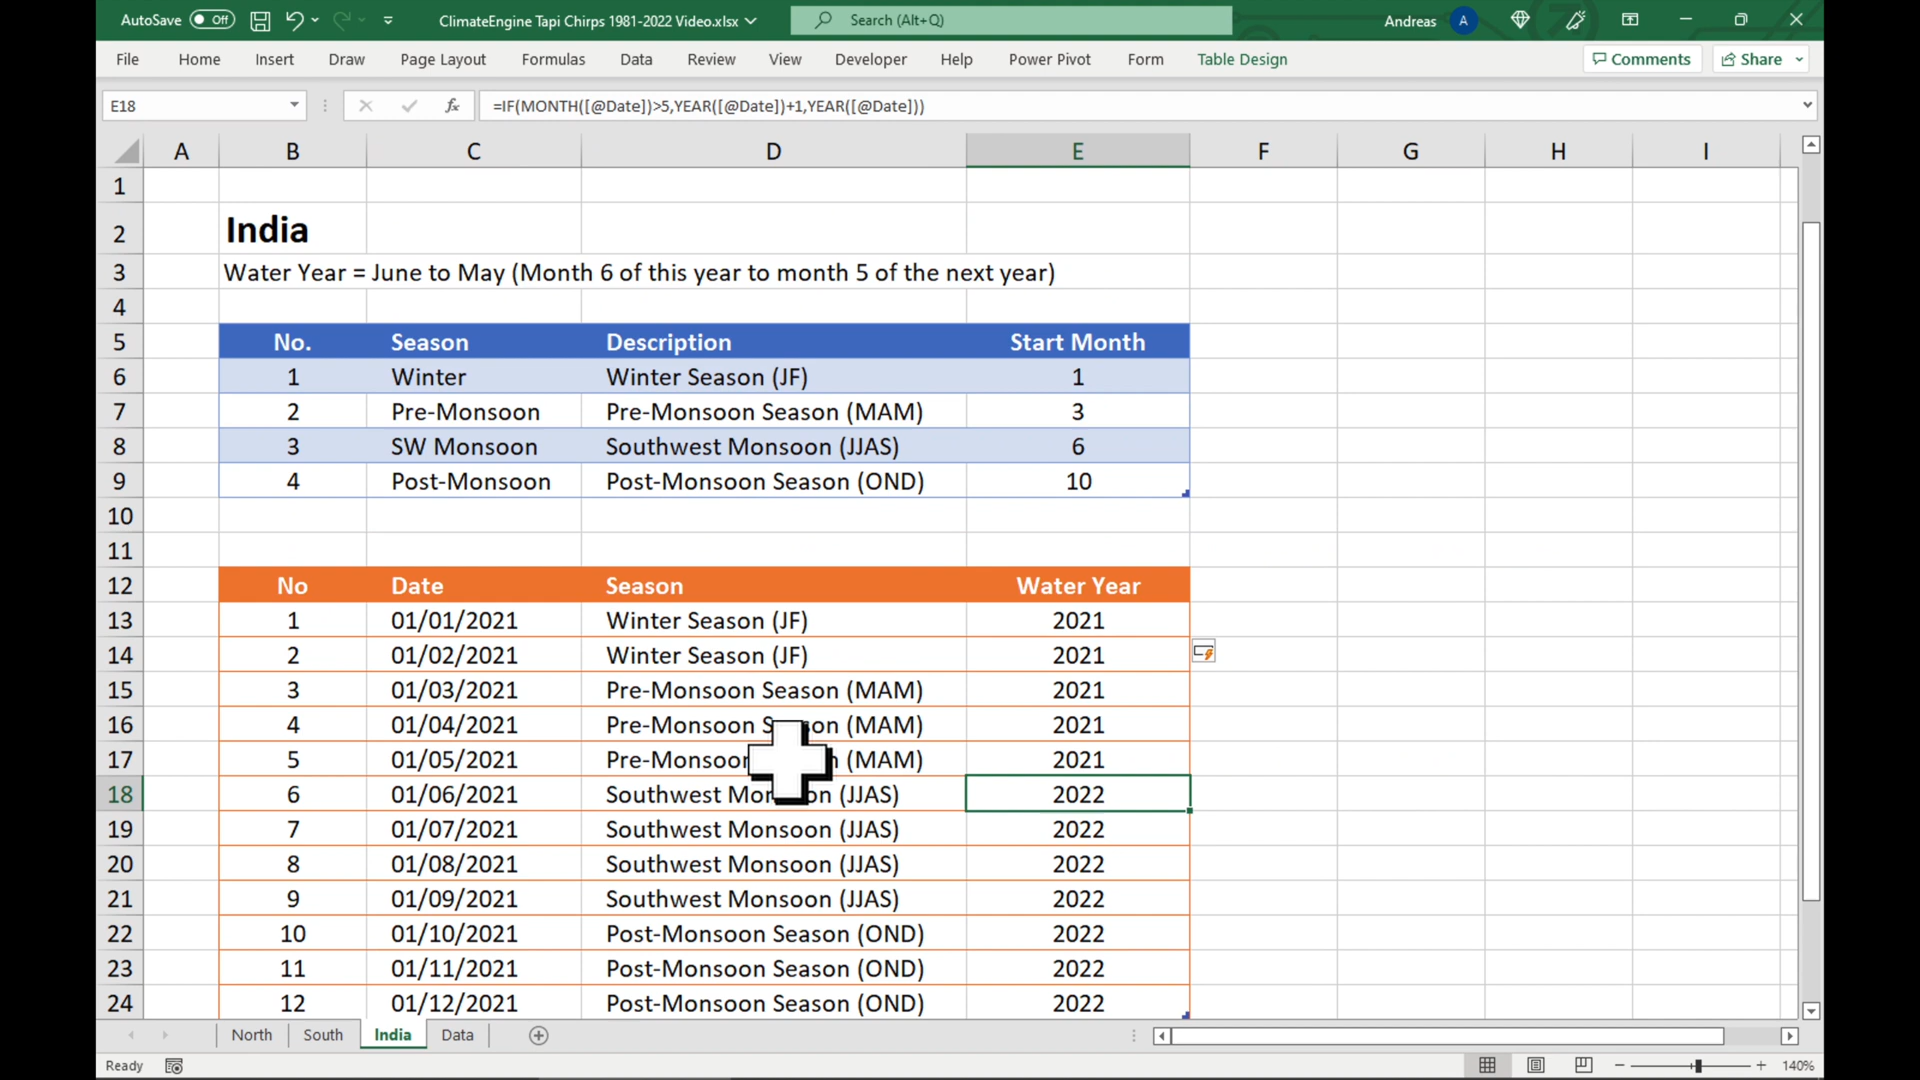 AutoSave Off ClimateEngine Tapi Chirps 1981-2022 Video.xlsx Search (Alt+Q) Andreas A
File Home Insert Draw Page Layout Formulas Data Review View Developer Help Power Pivot Form Table Design Comments Share
E18 fx =IF(MONTH([@Date])>5,YEAR([@Date])+1,YEAR([@Date]))
A B C D E F G H I
1
2 India
3 Water Year = June to May (Month 6 of this year to month 5 of the next year)
4
5 No. Season Description Start Month
6 1 Winter Winter Season (JF) 1
7 2 Pre-Monsoon Pre-Monsoon Season (MAM) 3
8 3 SW Monsoon Southwest Monsoon (JJAS) 6
9 4 Post-Monsoon Post-Monsoon Season (OND) 10
10
11
12 No Date Season Water Year
13 1 01/01/2021 Winter Season (JF) 2021
14 2 01/02/2021 Winter Season (JF) 2021
15 3 01/03/2021 Pre-Monsoon Season (MAM) 2021
16 4 01/04/2021 Pre-Monsoon Season (MAM) 2021
17 5 01/05/2021 Pre-Monsoon (MAM) 2021
18 6 01/06/2021 Southwest Monsoon (JJAS) 2022
19 7 01/07/2021 Southwest Monsoon (JJAS) 2022
20 8 01/08/2021 Southwest Monsoon (JJAS) 2022
21 9 01/09/2021 Southwest Monsoon (JJAS) 2022
22 10 01/10/2021 Post-Monsoon Season (OND) 2022
23 11 01/11/2021 Post-Monsoon Season (OND) 2022
24 12 01/12/2021 Post-Monsoon Season (OND) 2022
North South India Data
Ready 140%